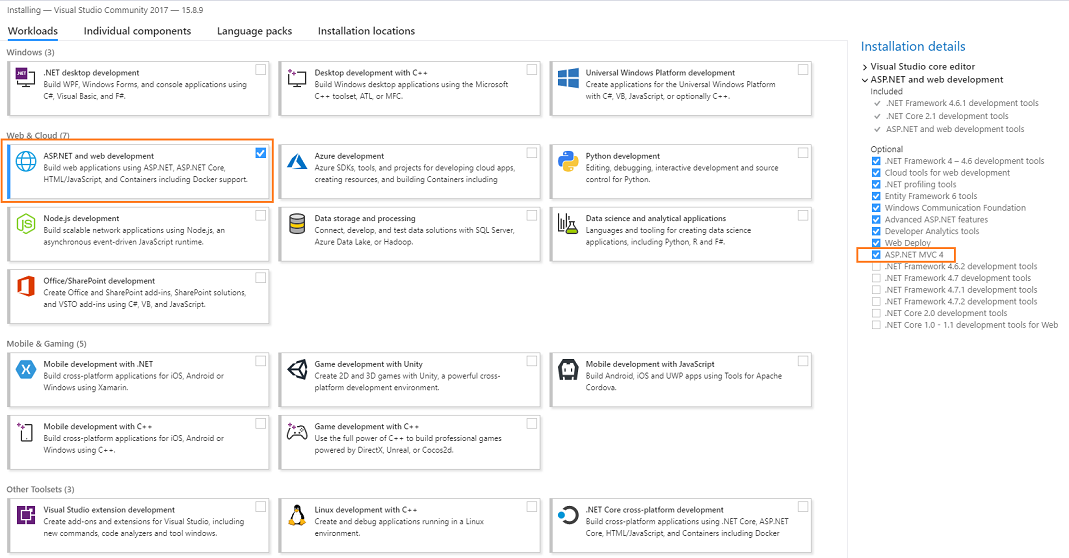 Installing — Visual Studio Community 2017 — 15.8.9
Workloads
Individual components
Language packs
Installation locations
Windows (3)
.NET desktop development
Build WPF, Windows Forms, and console applications using
C#, Visual Basic, and F#.
Desktop development with C++
Build Windows desktop applications using the Microsoft
C++ toolset, ATL, or MFC.
Universal Windows Platform development
Create applications for the Universal Windows Platform
with C#, VB, JavaScript, or optionally C++.
Web & Cloud (7)
ASP.NET and web development
Build web applications using ASP.NET, ASP.NET Core,
HTML/JavaScript, and Containers including Docker support.
Azure development
Azure SDKs, tools, and projects for developing cloud apps,
creating resources, and building Containers including
Python development
Editing, debugging, interactive development and source
control for Python.
Node.js development
Build scalable network applications using Node.js, an
asynchronous event-driven JavaScript runtime.
Data storage and processing
Connect, develop, and test data solutions with SQL Server,
Azure Data Lake, or Hadoop.
Data science and analytical applications
Languages and tooling for creating data science
applications, including Python, R and F#.
Office/SharePoint development
Create Office and SharePoint add-ins, SharePoint solutions,
and VSTO add-ins using C#, VB, and JavaScript.
Mobile & Gaming (5)
Mobile development with .NET
Build cross-platform applications for iOS, Android or
Windows using Xamarin.
Game development with Unity
Create 2D and 3D games with Unity, a powerful cross-
platform development environment.
Mobile development with JavaScript
Build Android, iOS and UWP apps using Tools for Apache
Cordova.
Mobile development with C++
Build cross-platform applications for iOS, Android or
Windows using C++.
Game development with C++
Use the full power of C++ to build professional games
powered by DirectX, Unreal, or Cocos2d.
Other Toolsets (3)
Visual Studio extension development
Create add-ons and extensions for Visual Studio, including
new commands, code analyzers and tool windows.
Linux development with C++
Create and debug applications running in a Linux
environment.
.NET Core cross-platform development
Build cross-platform applications using .NET Core, ASP.NET
Core, HTML/JavaScript, and Containers including Docker
Installation details
Visual Studio core editor
ASP.NET and web development
Included
.NET Framework 4.6.1 development tools
.NET Core 2.1 development tools
ASP.NET and web development tools
Optional
.NET Framework 4 – 4.6 development tools
Cloud tools for web development
.NET profiling tools
Entity Framework 6 tools
Windows Communication Foundation
Advanced ASP.NET features
Developer Analytics tools
Web Deploy
ASP.NET MVC 4
.NET Framework 4.6.2 development tools
.NET Framework 4.7 development tools
.NET Framework 4.7.1 development tools
.NET Framework 4.7.2 development tools
.NET Core 2.0 development tools
.NET Core 1.0 - 1.1 development tools for Web